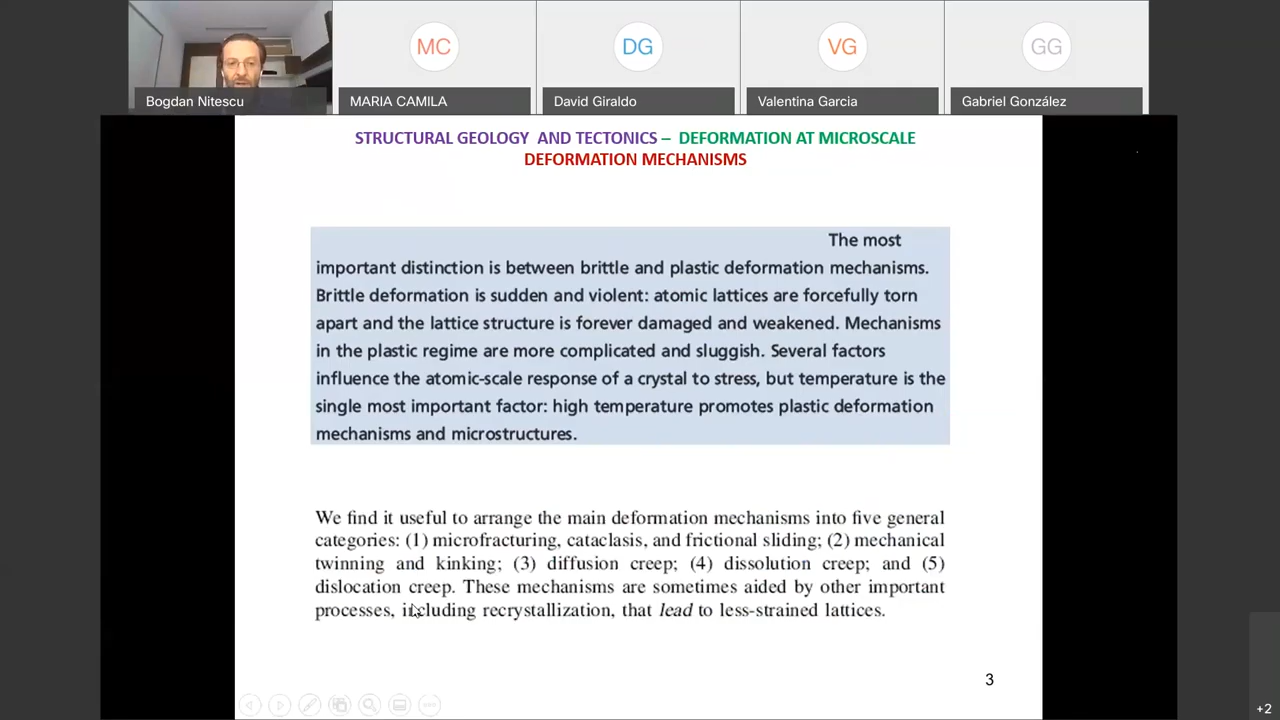 MC
DG
VG
GG
Bogdan Nitescu
MARIA CAMILA
David Giraldo
Valentina Garcia
Gabriel González
STRUCTURAL GEOLOGY AND TECTONICS – DEFORMATION AT MICROSCALE
DEFORMATION MECHANISMS
The most
important distinction is between brittle and plastic deformation mechanisms.
Brittle deformation is sudden and violent: atomic lattices are forcefully torn
apart and the lattice structure is forever damaged and weakened. Mechanisms
in the plastic regime are more complicated and sluggish. Several factors
influence the atomic-scale response of a crystal to stress, but temperature is the
single most important factor: high temperature promotes plastic deformation
mechanisms and microstructures.
We find it useful to arrange the main deformation mechanisms into five general
categories: (1) microfracturing, cataclasis, and frictional sliding; (2) mechanical
twinning and kinking; (3) diffusion creep; (4) dissolution creep; and (5)
dislocation creep. These mechanisms are sometimes aided by other important
processes, including recrystallization, that lead to less-strained lattices.
3
+2